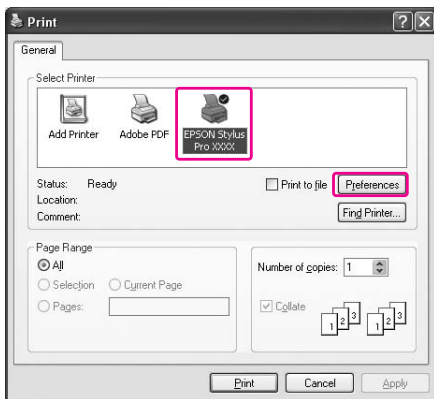 Print
General
Select Printer
Add Printer
Adobe PDF
EPSON Stylus
Pro XXXX
Status: Ready
Print to file
Preferences
Location:
Comment:
Find Printer...
Page Range
All
Selection
Current Page
Pages:
Number of copies: 1
Collate
1 2 3 1 2 3
Print
Cancel
Apply